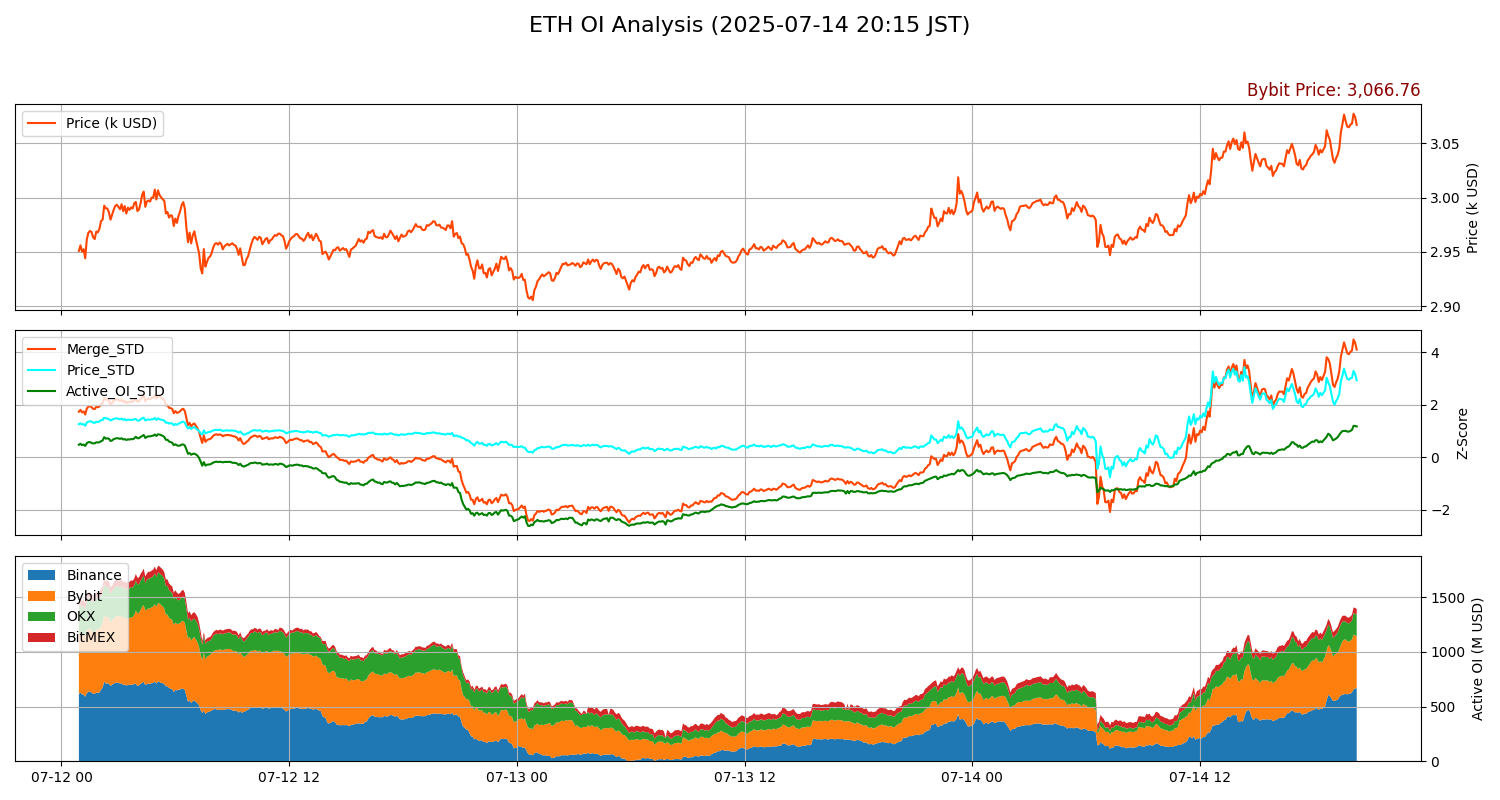 ETH OI Analysis (2025-07-14 20:15 JST)
Bybit Price: 3,066.76
Price (k USD)
3.05
3.00
2.95
2.90
Price (k USD)
Merge_STD
Price_STD
Active_OI_STD
4
2
0
−2
Z-Score
Binance
Bybit
OKX
BitMEX
1500
1000
500
0
Active OI (M USD)
07-12 00
07-12 12
07-13 00
07-13 12
07-14 00
07-14 12